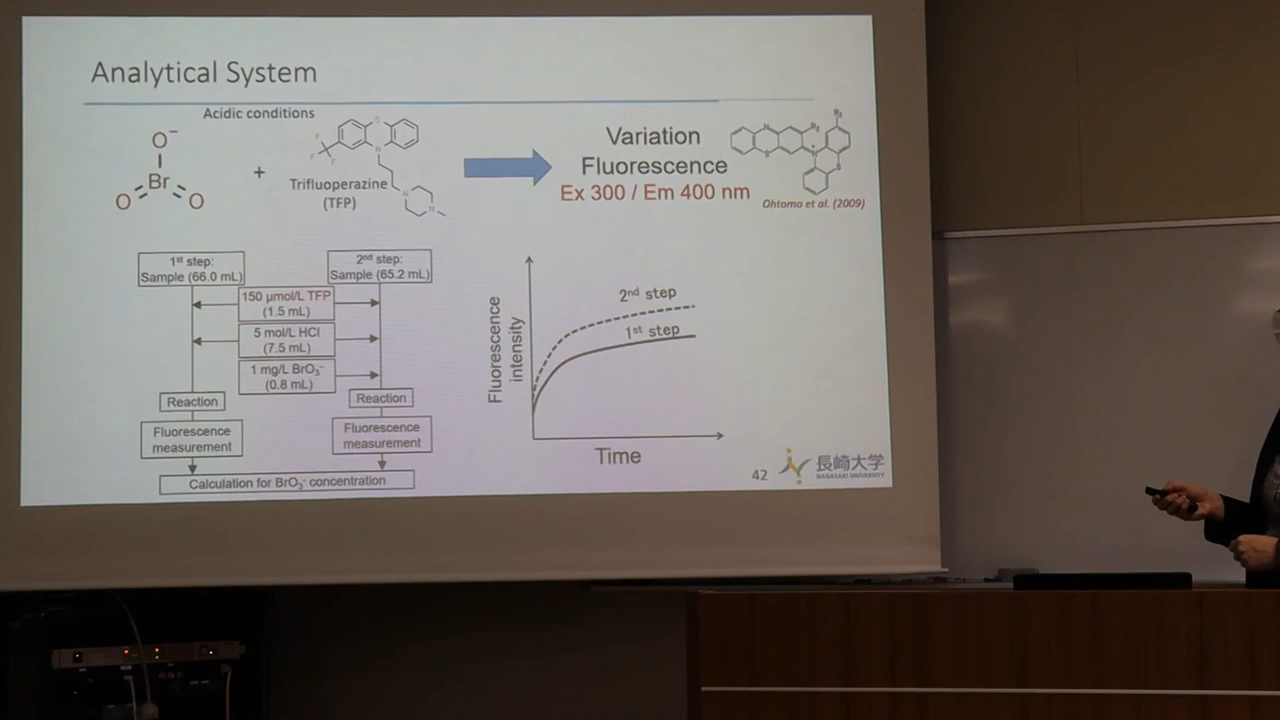 Analytical System
Acidic conditions
O⁻
Br
O
O
+
F
F
F
S
N
N
N
Trifluoperazine
(TFP)
Variation
Fluorescence
Ex 300 / Em 400 nm
N
S
R₂
N⁺
R₂
S
Ohtomo et al. (2009)
1st step:
Sample (66.0 mL)
2nd step:
Sample (65.2 mL)
150 µmol/L TFP
(1.5 mL)
5 mol/L HCl
(7.5 mL)
1 mg/L BrO₃⁻
(0.8 mL)
Reaction
Reaction
Fluorescence
measurement
Fluorescence
measurement
Calculation for BrO₃⁻ concentration
Fluorescence
intensity
2nd step
1st step
Time
42
長崎大学
NAGASAKI UNIVERSITY